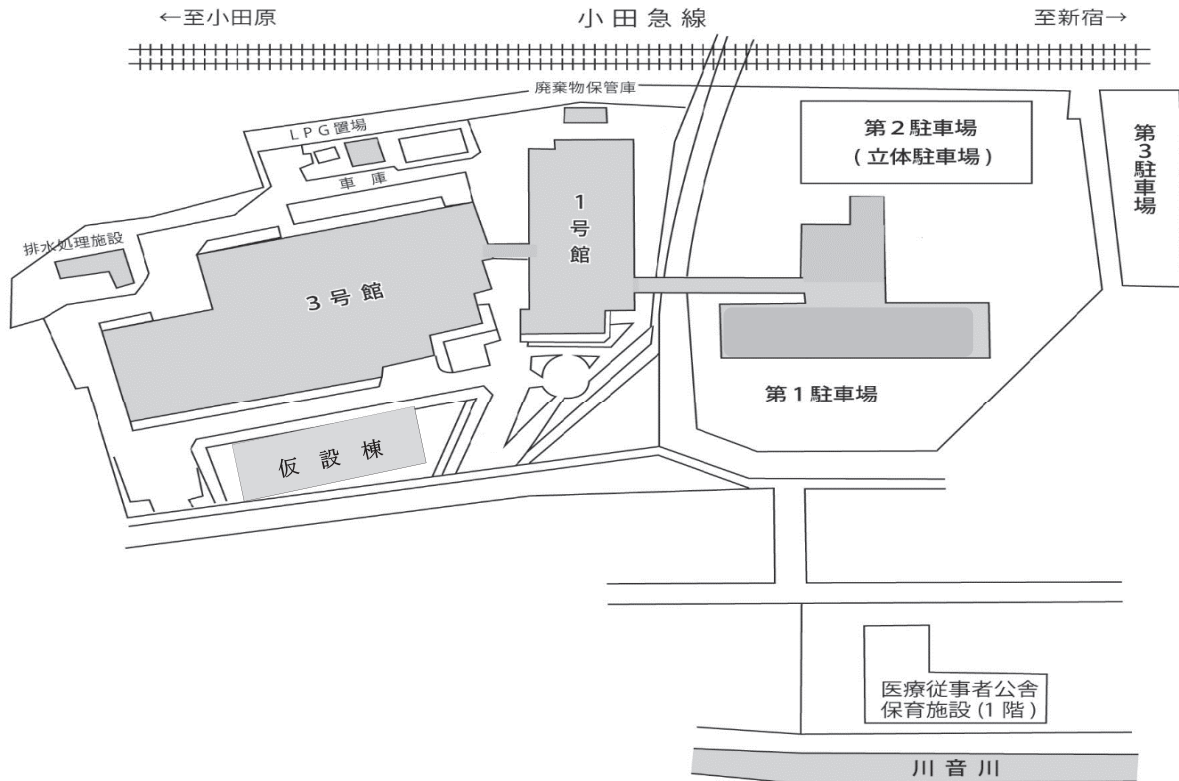 ←至小田原
小田急線
至新宿→
廃棄物保管庫
LPG置場
車庫
排水処理施設
3号館
1号館
第2駐車場
(立体駐車場)
第3駐車場
第1駐車場
仮設棟
医療従事者公舎
保育施設(1階)
川音川